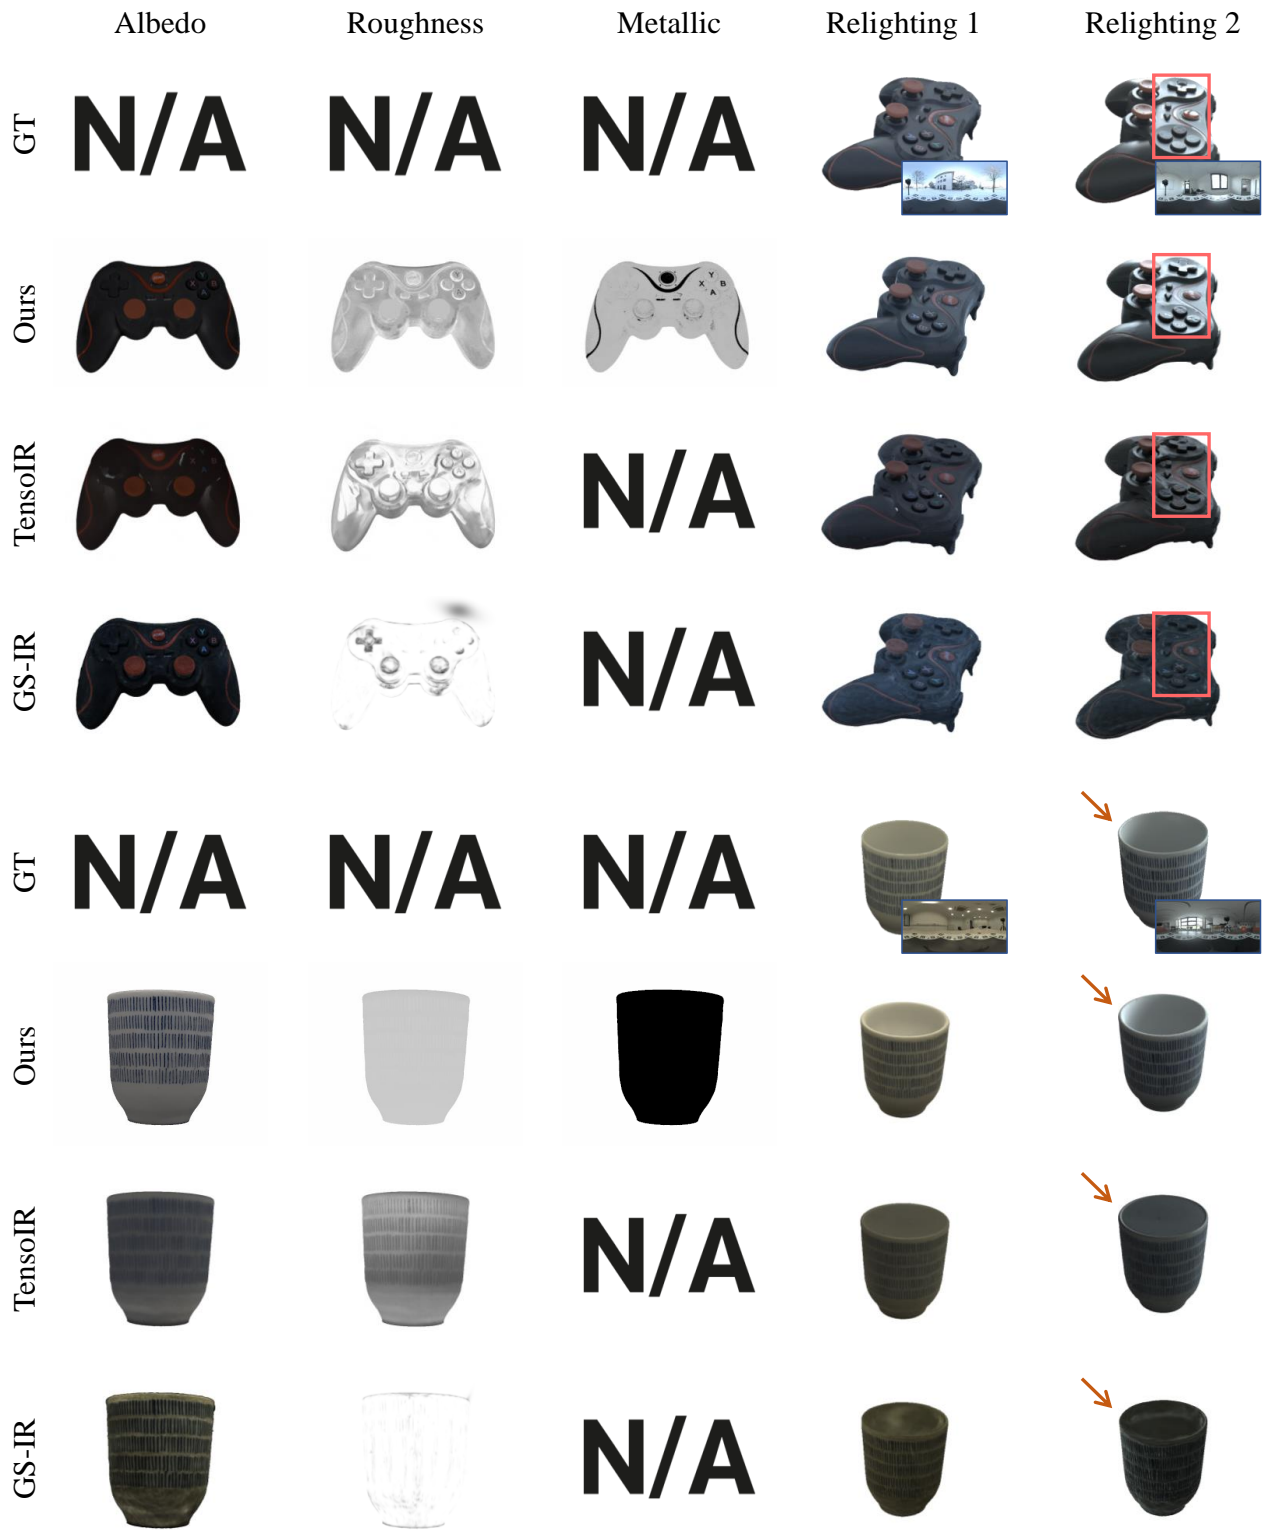 Albedo Roughness Metallic Relighting 1 Relighting 2
GT N/A N/A N/A
Ours
X Y B A
X Y B A
TensoIR N/A
X B A
GS-IR N/A
X Y B A
GT N/A N/A N/A
Ours
TensoIR N/A
GS-IR N/A